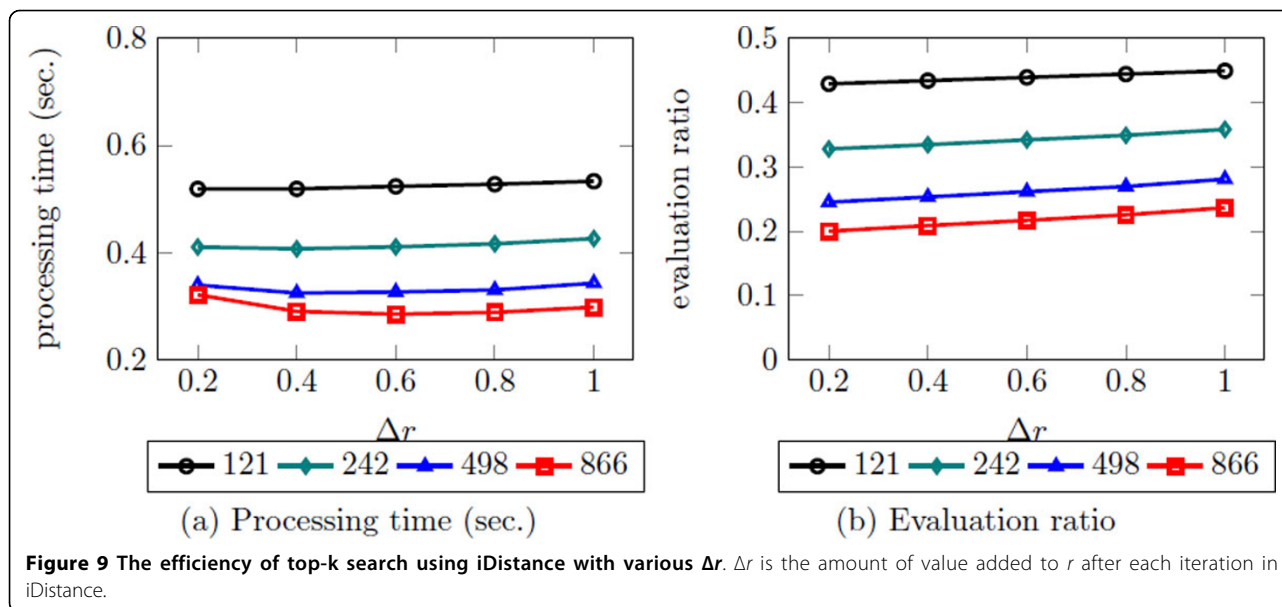 0.8
0.6
0.4
0.2
processing time (sec.)
0.2 0.4 0.6 0.8 1
Δr
121 242 498 866
(a) Processing time (sec.)
0.5
0.4
0.3
0.2
0.1
0
evaluation ratio
0.2 0.4 0.6 0.8 1
Δr
121 242 498 866
(b) Evaluation ratio
Figure 9 The efficiency of top-k search using iDistance with various Δr. Δr is the amount of value added to r after each iteration in
iDistance.